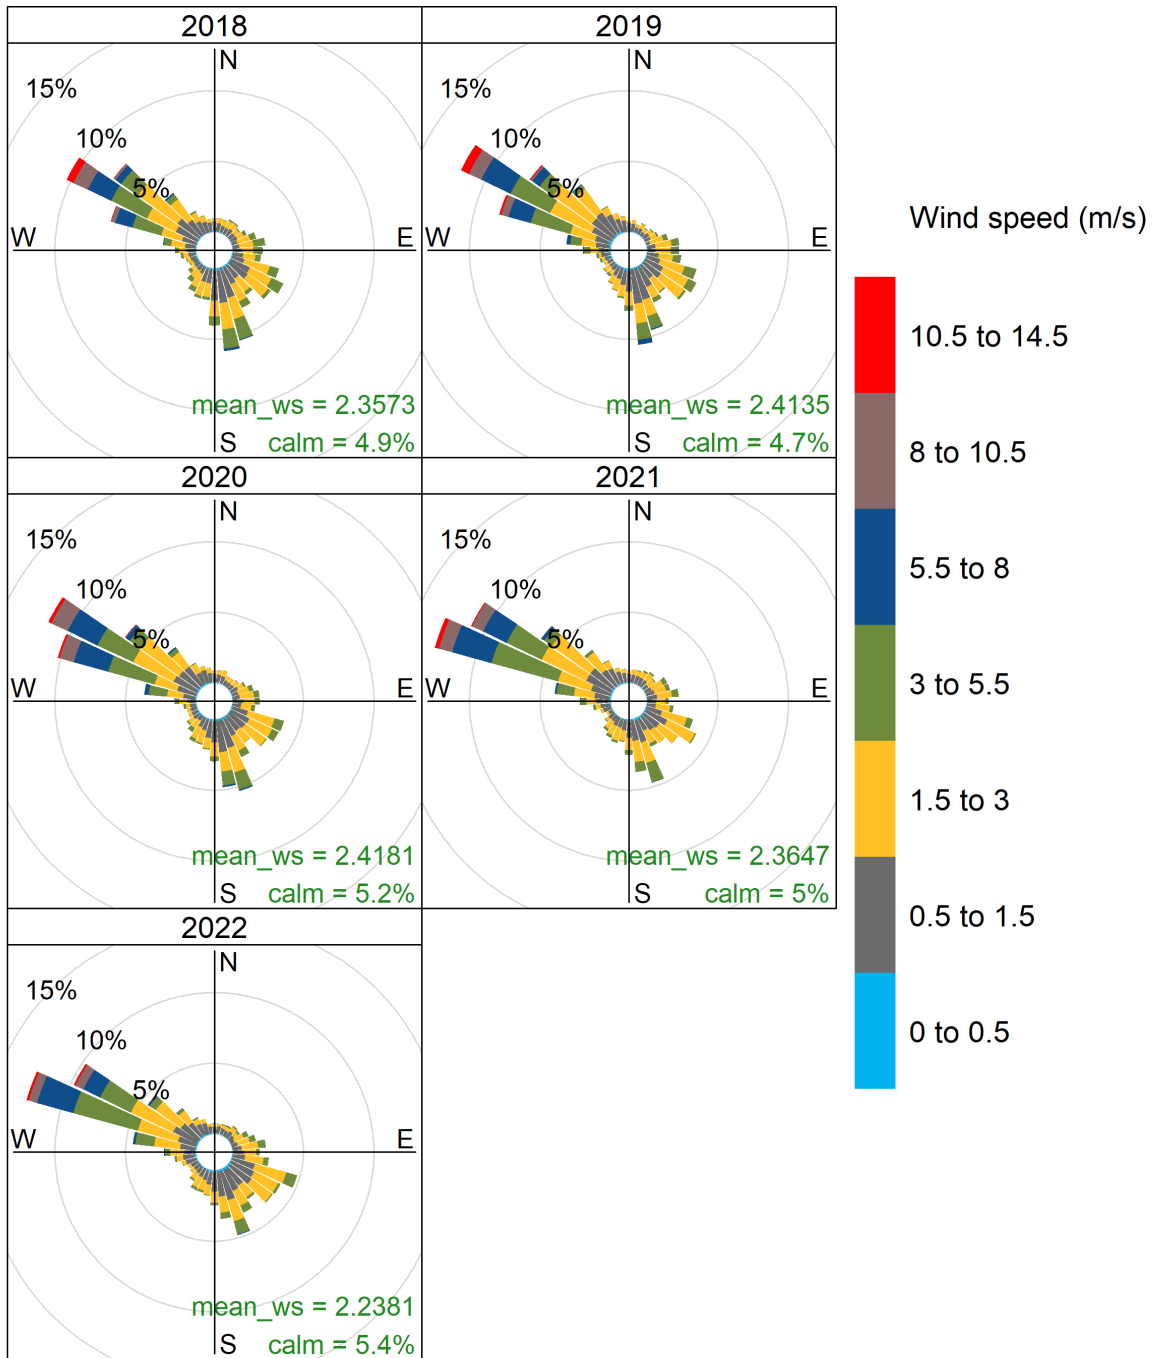 2018
N
15%
10%
5%
W
E
mean_ws = 2.3573
S
calm = 4.9%
2019
N
15%
10%
5%
W
E
mean_ws = 2.4135
S
calm = 4.7%
Wind speed (m/s)
10.5 to 14.5
8 to 10.5
5.5 to 8
3 to 5.5
1.5 to 3
0.5 to 1.5
0 to 0.5
2020
N
15%
10%
5%
W
E
mean_ws = 2.4181
S
calm = 5.2%
2021
N
15%
10%
5%
W
E
mean_ws = 2.3647
S
calm = 5%
2022
N
15%
10%
5%
W
E
mean_ws = 2.2381
S
calm = 5.4%